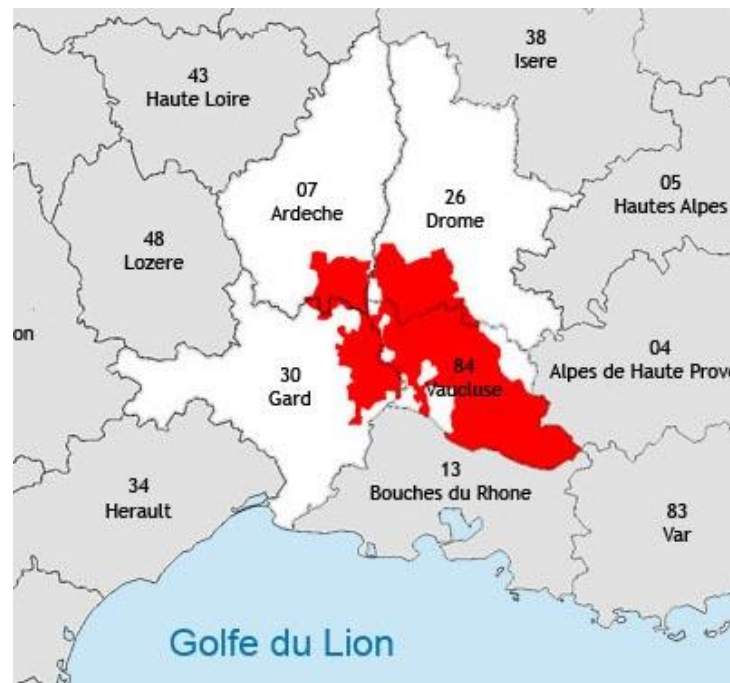 38
Isere
43
Haute Loire
07
Ardeche
26
Drome
05
Hautes Alpes
48
Lozere
on
84
Vaucluse
04
Alpes de Haute Prov
30
Gard
13
Bouches du Rhone
34
Herault
83
Var
Golfe du Lion